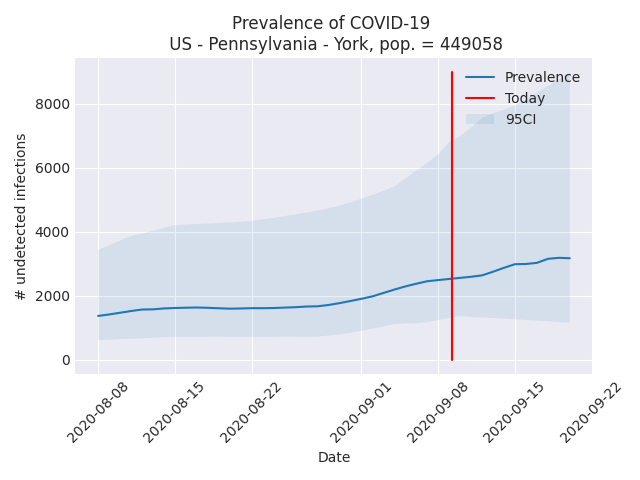 Prevalence of COVID-19
US - Pennsylvania - York, pop. = 449058
Prevalence
Today
95CI
8000
6000
4000
2000
0
# undetected infections
2020-08-08
2020-08-15
2020-08-22
2020-09-01
2020-09-08
2020-09-15
2020-09-22
Date